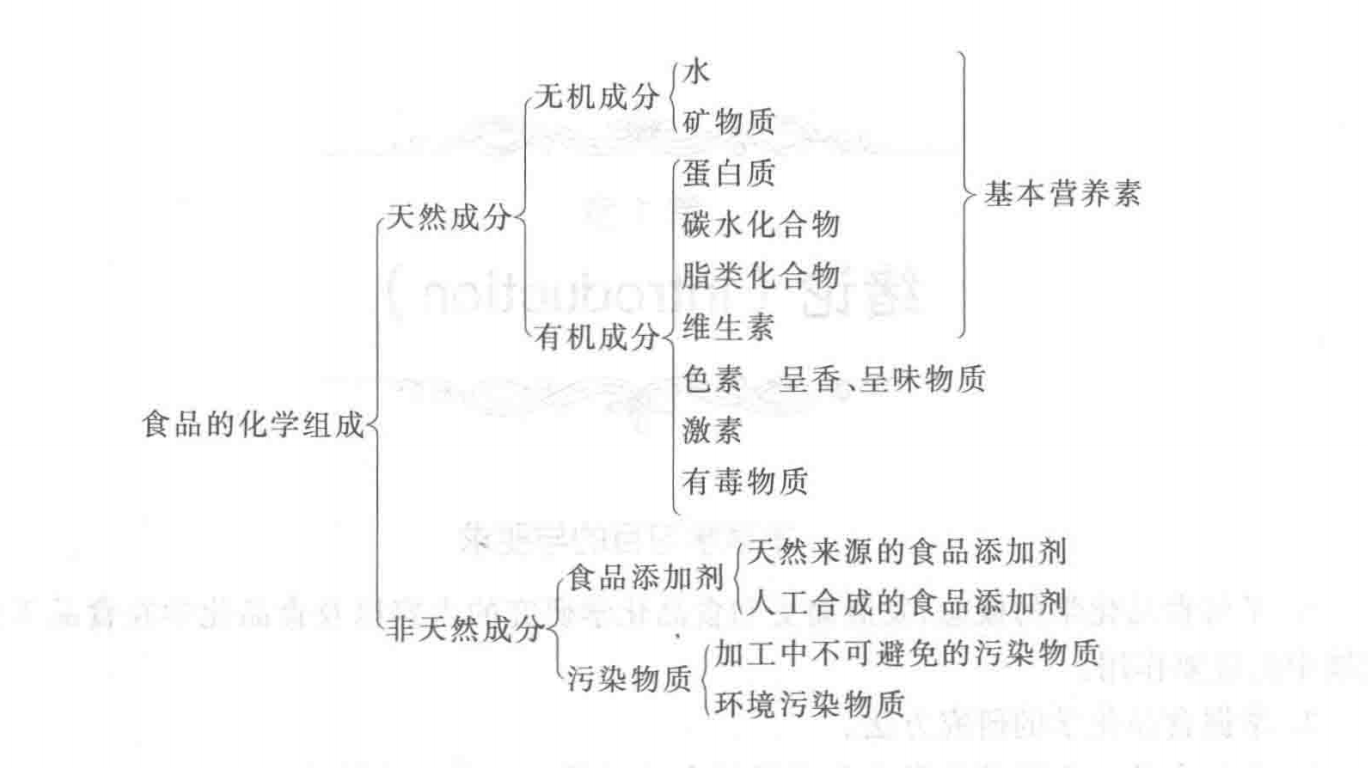 水
无机成分
矿物质
蛋白质
基本营养素
天然成分
碳水化合物
脂类化合物
有机成分
维生素
色素 呈香、呈味物质
食品的化学组成
激素
有毒物质
天然来源的食品添加剂
食品添加剂
人工合成的食品添加剂
非天然成分
加工中不可避免的污染物质
污染物质
环境污染物质
绪论（Introduction）